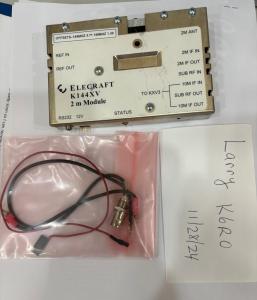 REF IN
REF OUT
ELECRAFT
K144XV
2 m Module
RS232 12V
STATUS
2M ANT
2M IF IN
2M IF OUT
SUB RF IN
10M IF IN
TO KXV3
SUB RF OUT
10M IF OUT
Larry K6RO
11/28/24